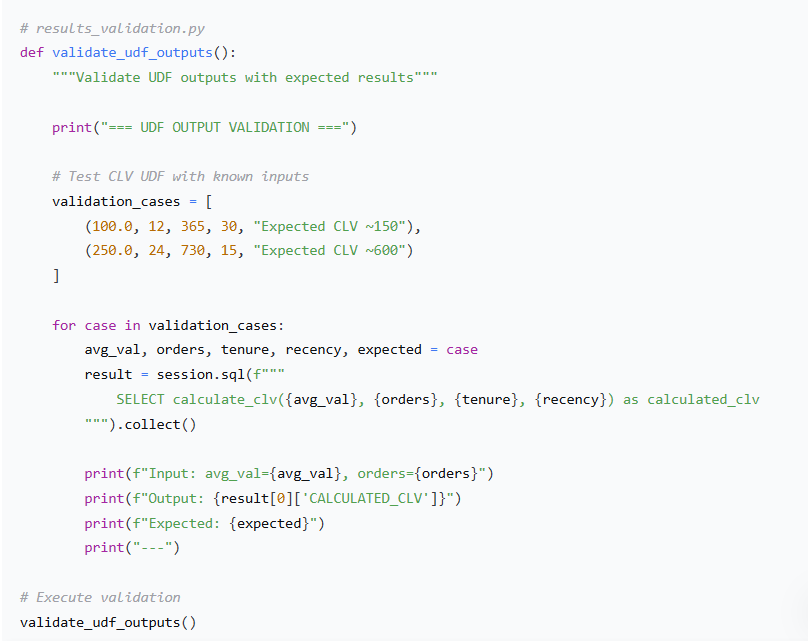 # results_validation.py
def validate_udf_outputs():
    """Validate UDF outputs with expected results"""

    print("=== UDF OUTPUT VALIDATION ===")

    # Test CLV UDF with known inputs
    validation_cases = [
        (100.0, 12, 365, 30, "Expected CLV ~150"),
        (250.0, 24, 730, 15, "Expected CLV ~600")
    ]

    for case in validation_cases:
        avg_val, orders, tenure, recency, expected = case
        result = session.sql(f"""
            SELECT calculate_clv({avg_val}, {orders}, {tenure}, {recency}) as calculated_clv
        """).collect()

        print(f"Input: avg_val={avg_val}, orders={orders}")
        print(f"Output: {result[0]['CALCULATED_CLV']}")
        print(f"Expected: {expected}")
        print("---")

# Execute validation
validate_udf_outputs()